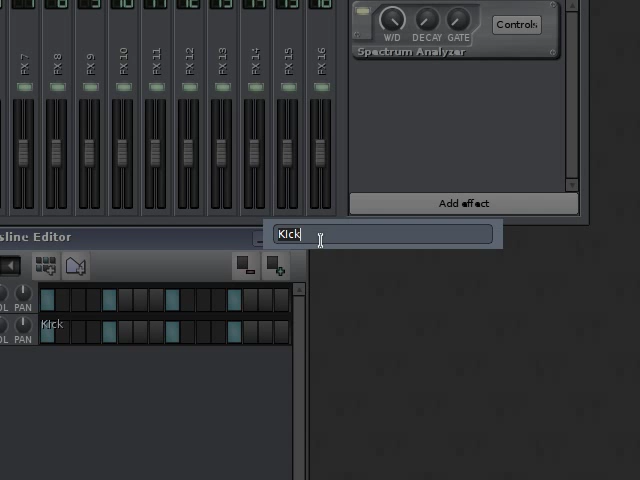 FX 7
FX 8
FX 9
FX 10
FX 11
FX 12
FX 13
FX 14
FX 15
FX 16
W/D DECAY GATE
Controls
Spectrum Analyzer
Add effect
sline Editor
Kick
OL PAN
Kick
OL PAN